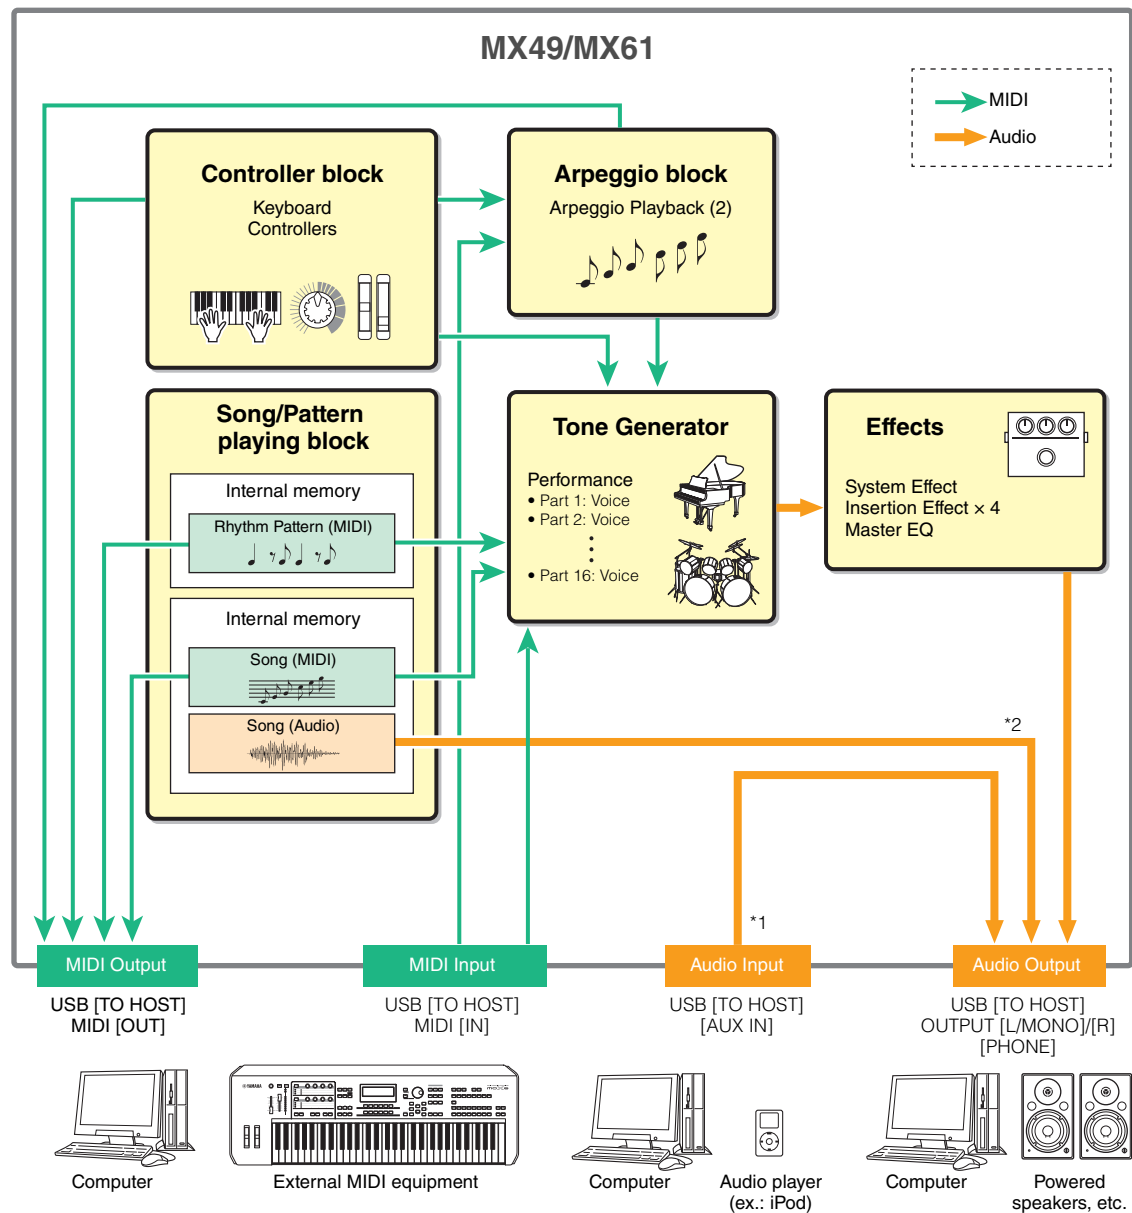 MX49/MX61
MIDI
Audio
Controller block
Keyboard
Controllers
Arpeggio block
Arpeggio Playback (2)
Song/Pattern
playing block
Internal memory
Rhythm Pattern (MIDI)
Internal memory
Song (MIDI)
Song (Audio)
Tone Generator
Performance
• Part 1: Voice
• Part 2: Voice
• Part 16: Voice
Effects
System Effect
Insertion Effect × 4
Master EQ
*2
*1
MIDI Output
MIDI Input
Audio Input
Audio Output
USB [TO HOST]
MIDI [OUT]
USB [TO HOST]
MIDI [IN]
USB [TO HOST]
[AUX IN]
USB [TO HOST]
OUTPUT [L/MONO]/[R]
[PHONE]
YAMAHA
Computer
External MIDI equipment
Computer
Audio player
(ex.: iPod)
Computer
Powered
speakers, etc.